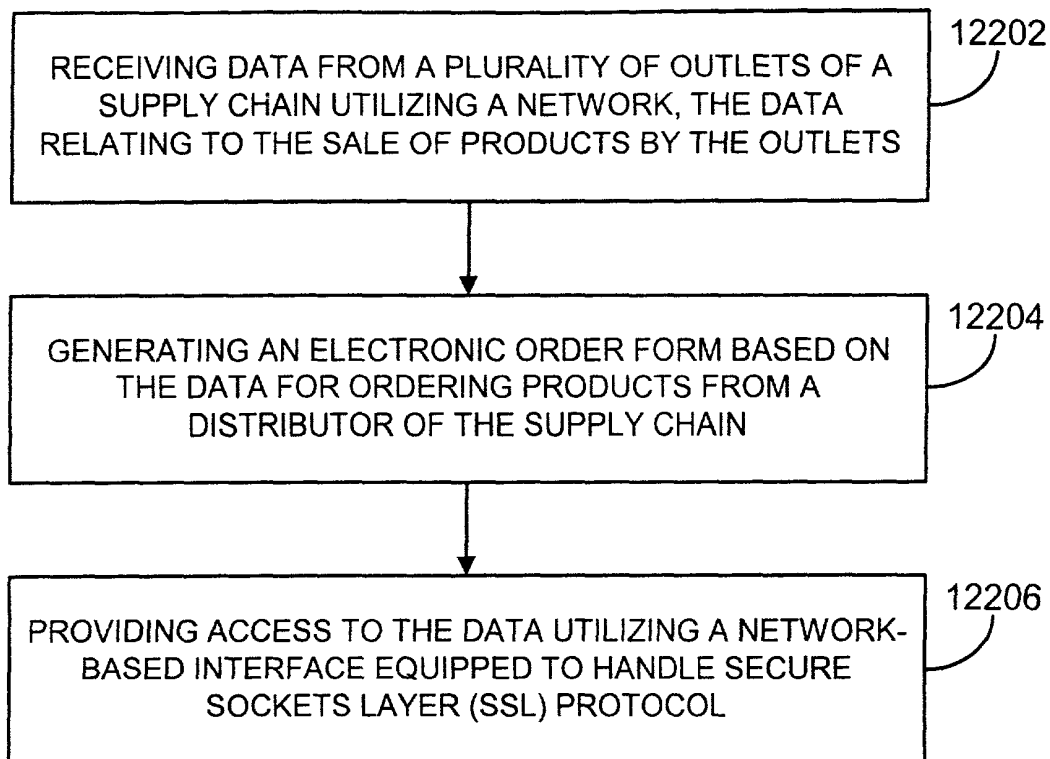 12202
RECEIVING DATA FROM A PLURALITY OF OUTLETS OF A
SUPPLY CHAIN UTILIZING A NETWORK, THE DATA
RELATING TO THE SALE OF PRODUCTS BY THE OUTLETS
12204
GENERATING AN ELECTRONIC ORDER FORM BASED ON
THE DATA FOR ORDERING PRODUCTS FROM A
DISTRIBUTOR OF THE SUPPLY CHAIN
12206
PROVIDING ACCESS TO THE DATA UTILIZING A NETWORK-
BASED INTERFACE EQUIPPED TO HANDLE SECURE
SOCKETS LAYER (SSL) PROTOCOL